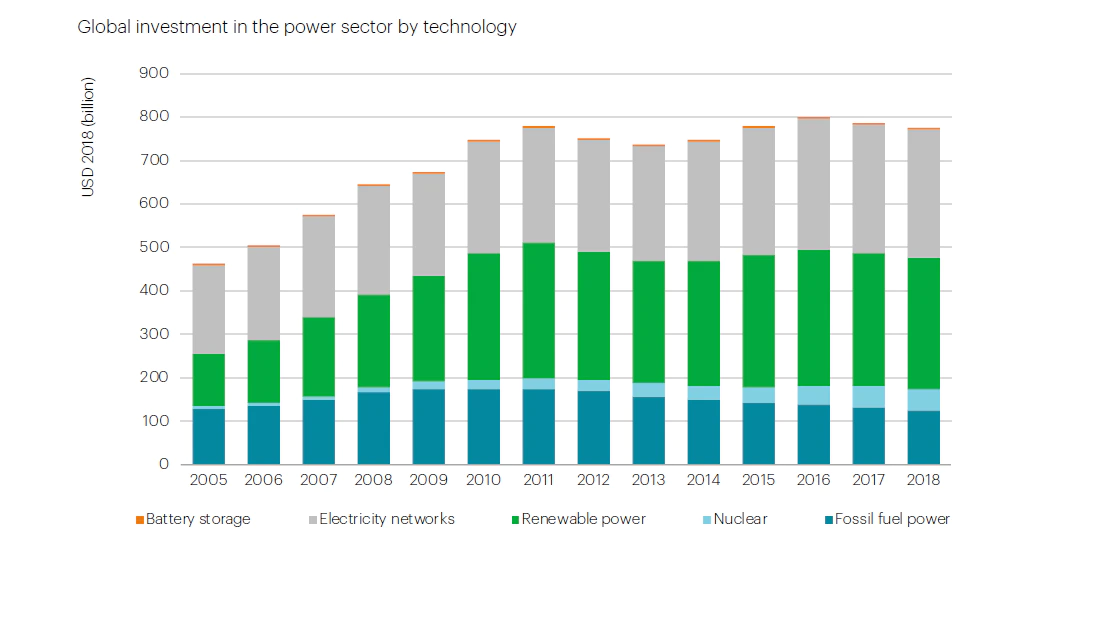 Global investment in the power sector by technology
USD 2018 (billion)
900
800
700
600
500
400
300
200
100
0
2005 2006 2007 2008 2009 2010 2011 2012 2013 2014 2015 2016 2017 2018
Battery storage Electricity networks Renewable power Nuclear Fossil fuel power